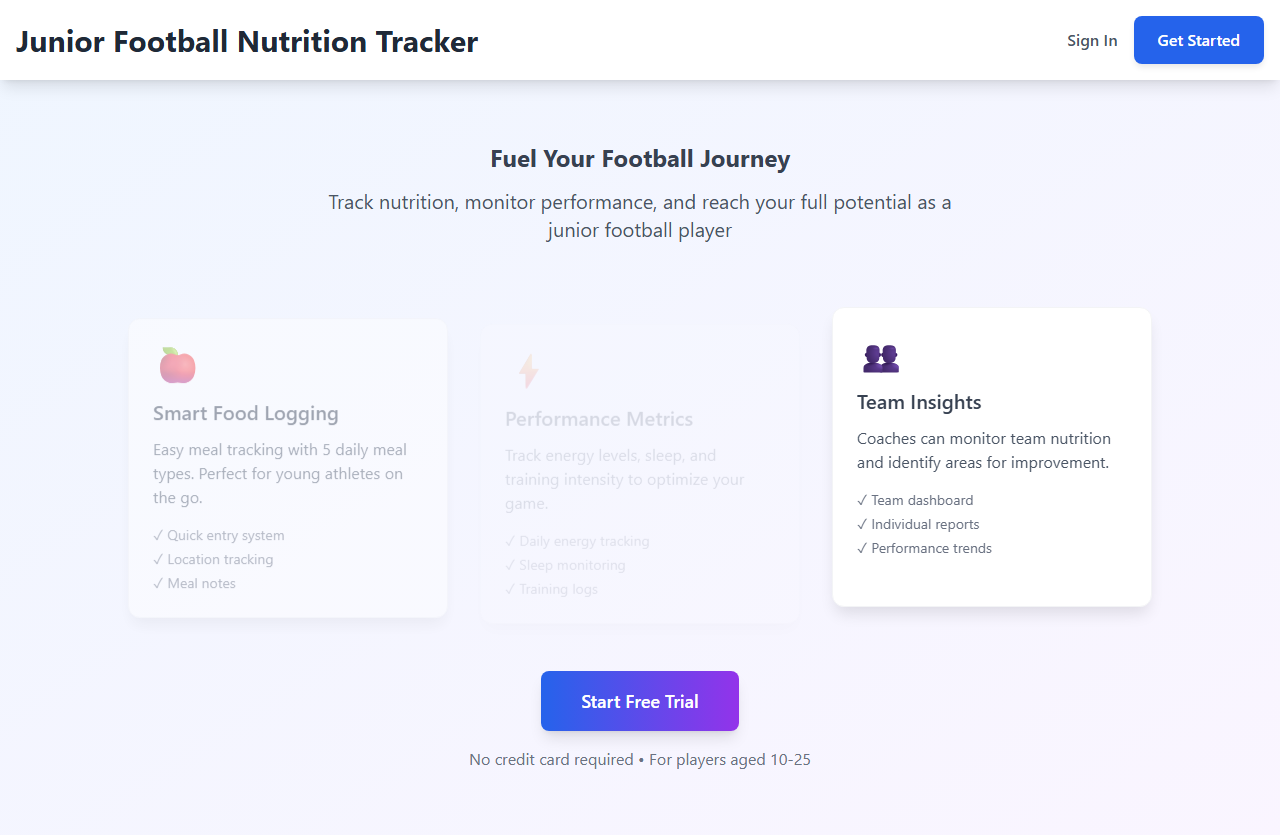 Junior Football Nutrition Tracker
Sign In
Get Started
Fuel Your Football Journey
Track nutrition, monitor performance, and reach your full potential as a
junior football player
Smart Food Logging
Easy meal tracking with 5 daily meal
types. Perfect for young athletes on
the go.
✓ Quick entry system
✓ Location tracking
✓ Meal notes
Performance Metrics
Track energy levels, sleep, and
training intensity to optimize your
game.
✓ Daily energy tracking
✓ Sleep monitoring
✓ Training logs
Team Insights
Coaches can monitor team nutrition
and identify areas for improvement.
✓ Team dashboard
✓ Individual reports
✓ Performance trends
Start Free Trial
No credit card required • For players aged 10-25